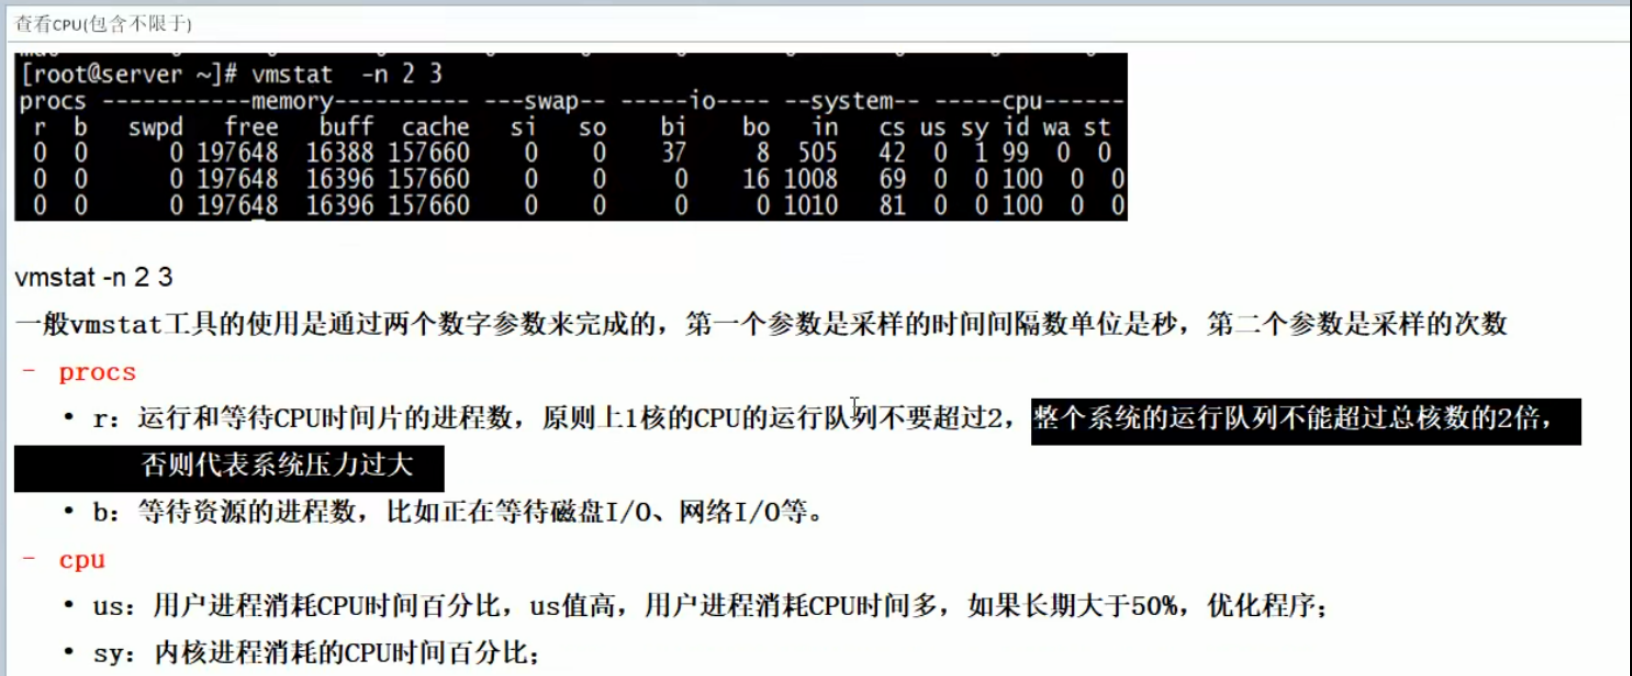 查看CPU(包含不限于)
[root@server ~]# vmstat  -n 2 3
procs -----------memory---------- ---swap-- -----io---- --system-- -----cpu------
 r  b   swpd   free   buff  cache   si   so    bi    bo   in   cs us sy id wa st
 0  0      0 197648  16388 157660    0    0    37     8  505   42  0  1 99  0  0
 0  0      0 197648  16396 157660    0    0     0    16 1008   69  0  0 100  0  0
 0  0      0 197648  16396 157660    0    0     0     0 1010   81  0  0 100  0  0
vmstat -n 2 3
一般vmstat工具的使用是通过两个数字参数来完成的，第一个参数是采样的时间间隔数单位是秒，第二个参数是采样的次数
- procs
• r：运行和等待CPU时间片的进程数，原则上1核的CPU的运行队列不要超过2，整个系统的运行队列不能超过总核数的2倍，
否则代表系统压力过大
• b：等待资源的进程数，比如正在等待磁盘I/O、网络I/O等。
- cpu
• us：用户进程消耗CPU时间百分比，us值高，用户进程消耗CPU时间多，如果长期大于50%，优化程序；
• sy：内核进程消耗的CPU时间百分比；